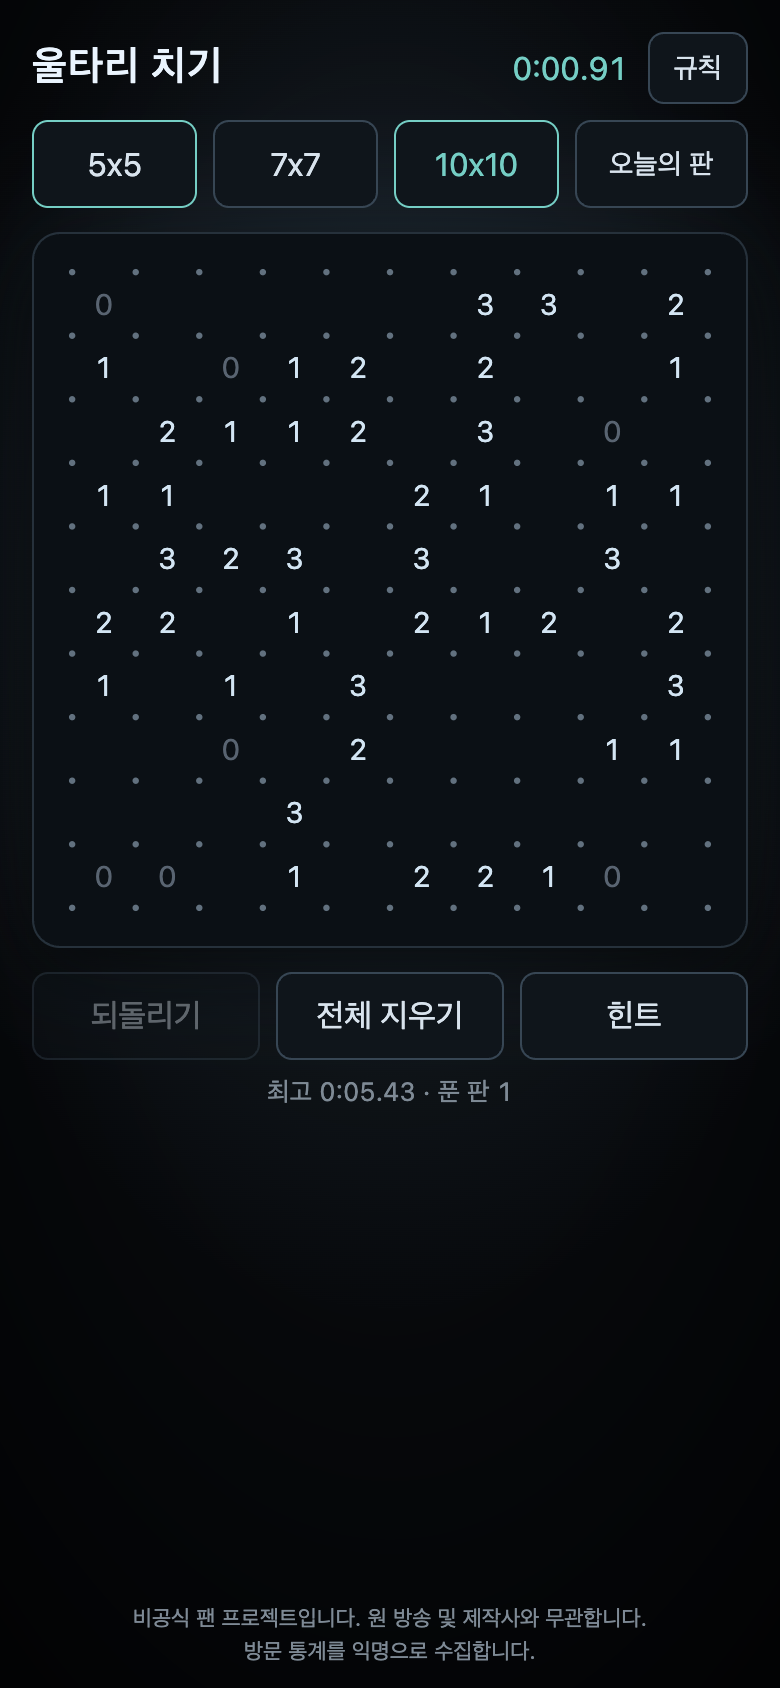 울타리 치기 0:00.91 규칙
5x5 7x7 10x10 오늘의 판
0 3 3 2
1 0 1 2 2 1
2 1 1 2 3 0
1 1 2 1 1 1
3 2 3 3 3
2 2 1 2 1 2 2
1 1 3 3
0 2 1 1
3
0 0 1 2 2 1 0
되돌리기 전체 지우기 힌트
최고 0:05.43 · 푼 판 1
비공식 팬 프로젝트입니다. 원 방송 및 제작사와 무관합니다.
방문 통계를 익명으로 수집합니다.